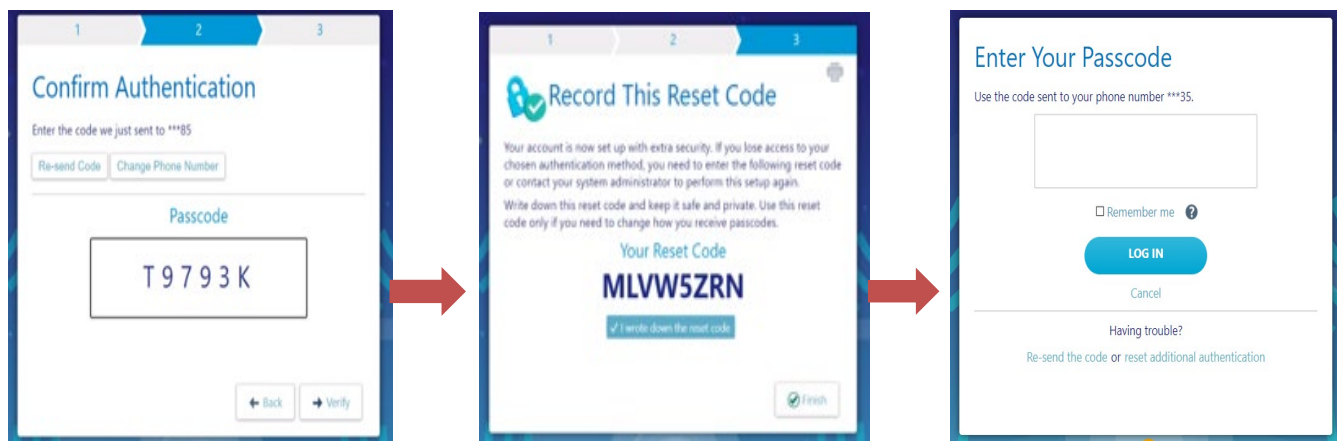 1 2 3
Confirm Authentication
Enter the code we just sent to ***85
Re-send Code Change Phone Number
Passcode
T9793K
Back Verify
1 2 3
Record This Reset Code
Your account is now set up with extra security. If you lose access to your
chosen authentication method, you need to enter the following reset code
or contact your system administrator to perform this setup again.
Write down this reset code and keep it safe and private. Use this reset
code only if you need to change how you receive passcodes.
Your Reset Code
MLVW5ZRN
I wrote down the reset code
Finish
Enter Your Passcode
Use the code sent to your phone number ***35.
Remember me ?
LOG IN
Cancel
Having trouble?
Re-send the code or reset additional authentication